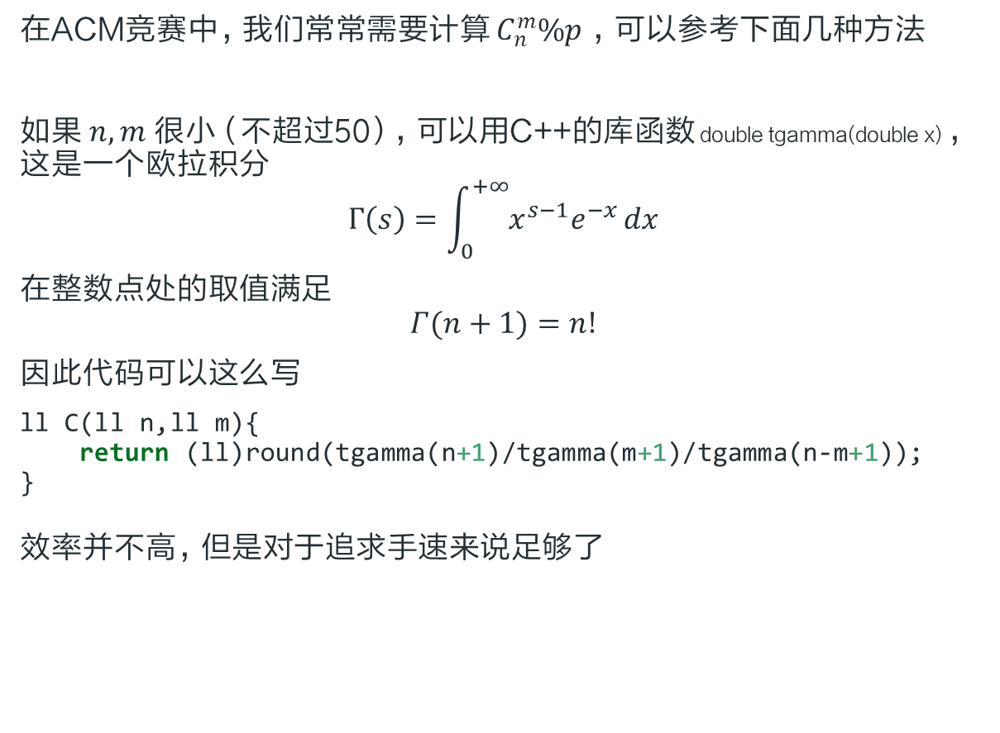 在ACM竞赛中，我们常常需要计算 $C_n^m\%p$ ，可以参考下面几种方法
如果 $n, m$ 很小（不超过50），可以用C++的库函数 double tgamma(double x) ，
这是一个欧拉积分
$\Gamma(s) = \int_0^{+\infty} x^{s-1} e^{-x} \, dx$
在整数点处的取值满足
$\Gamma(n + 1) = n!$
因此代码可以这么写
ll C(ll n,ll m){
    return (ll)round(tgamma(n+1)/tgamma(m+1)/tgamma(n-m+1));
}
效率并不高，但是对于追求手速来说足够了